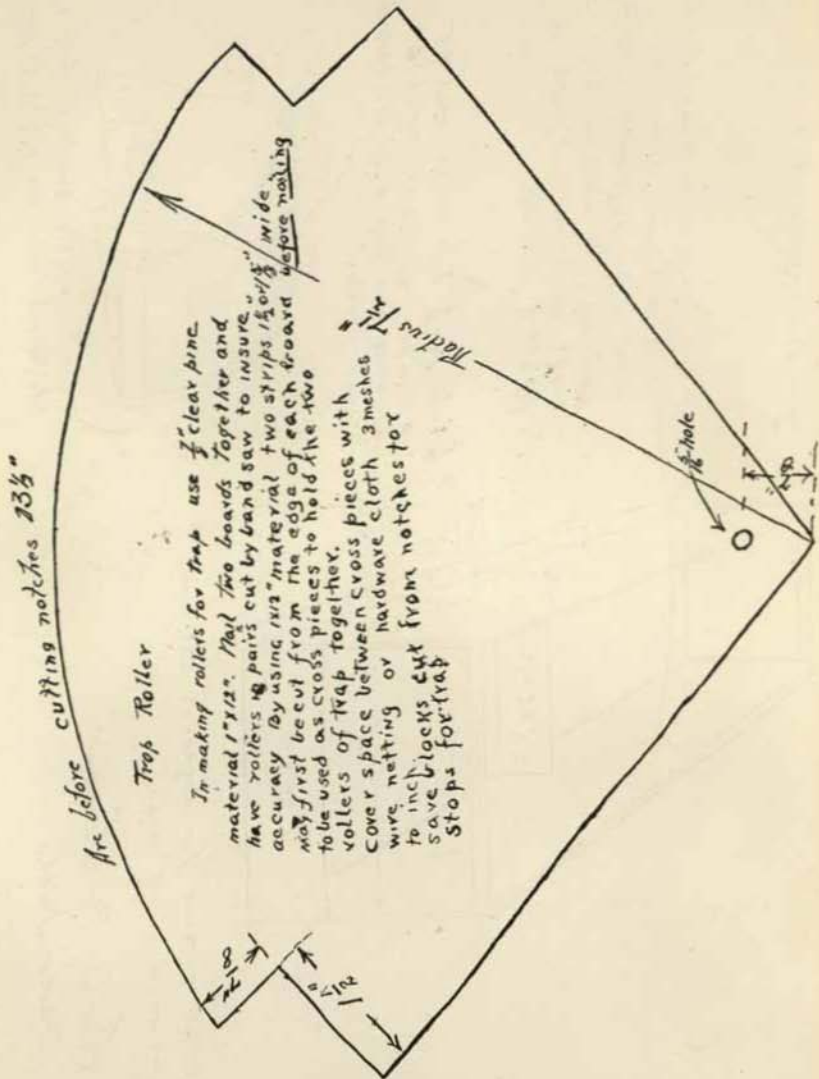 Arc before cutting notches 23½"
Trap Roller
In making rollers for trap use ⅞" clear pine
material 1"x12". Nail two boards together and
have rollers in pairs cut by band saw to insure
accuracy By using 1x12" material two strips 1½ or 1⅝" wide
may first be cut from the edge of each board before nailing
to be used as cross pieces to hold the two
rollers of trap together.
Cover space between cross pieces with
wire netting or hardware cloth 3 meshes
to inch.
save blocks cut from notches for
stops for trap
Radius 7½"
hole
⅞"
1½"
⅞"